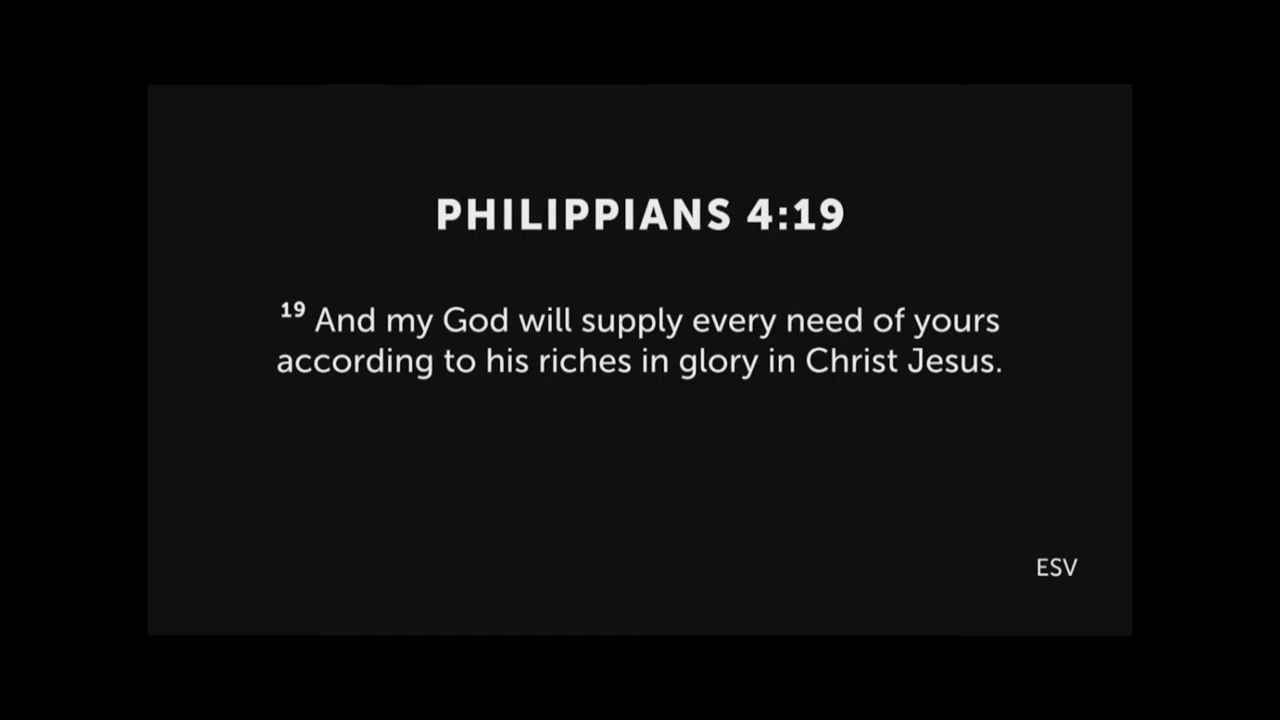 PHILIPPIANS 4:19
19 And my God will supply every need of yours
according to his riches in glory in Christ Jesus.
ESV